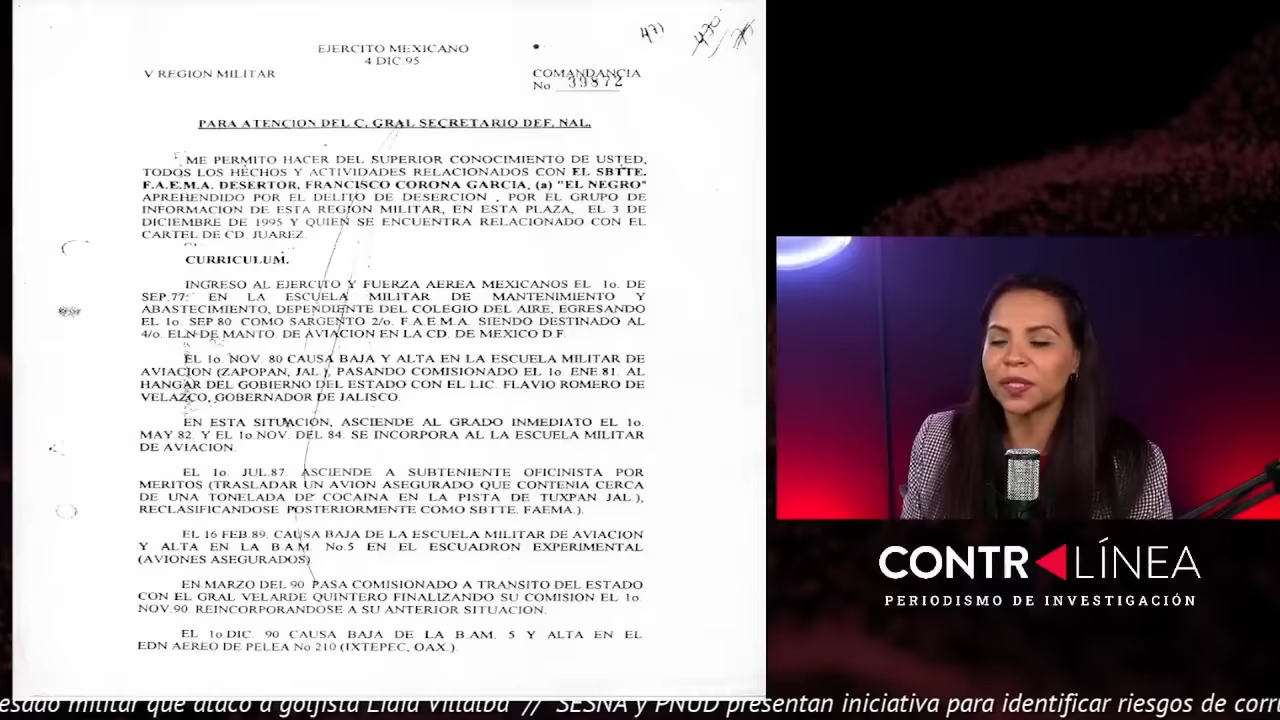 EJERCITO MEXICANO
4 DIC 95
V REGION MILITAR
COMANDANCIA
No 39872
PARA ATENCION DEL C. GRAL SECRETARIO DEF. NAL.
ME PERMITO HACER DEL SUPERIOR CONOCIMIENTO DE USTED,
TODOS LOS HECHOS Y ACTIVIDADES RELACIONADOS CON EL SBTTE.
F.A.E.M.A. DESERTOR, FRANCISCO CORONA GARCIA, (a) "EL NEGRO"
APREHENDIDO POR EL DELITO DE DESERCION , POR EL GRUPO DE
INFORMACION DE ESTA REGION MILITAR, EN ESTA PLAZA, EL 3 DE
DICIEMBRE DE 1995 Y QUIEN SE ENCUENTRA RELACIONADO CON EL
CARTEL DE CD. JUAREZ
CURRICULUM.
INGRESO AL EJERCITO Y FUERZA AEREA MEXICANOS EL 1o. DE
SEP.77 EN LA ESCUELA MILITAR DE MANTENIMIENTO Y
ABASTECIMIENTO, DEPENDIENTE DEL COLEGIO DEL AIRE, EGRESANDO
EL 1o. SEP 80 COMO SARGENTO 2/o. F.A.E.M.A. SIENDO DESTINADO AL
4/o. ELN DE MANTO. DE AVIACION EN LA CD. DE MEXICO D.F.
EL 1o. NOV. 80 CAUSA BAJA Y ALTA EN LA ESCUELA MILITAR DE
AVIACION (ZAPOPAN, JAL.), PASANDO COMISIONADO EL 1o. ENE.81. AL
HANGAR DEL GOBIERNO DEL ESTADO CON EL LIC. FLAVIO ROMERO DE
VELAZCO, GOBERNADOR DE JALISCO.
EN ESTA SITUACION, ASCIENDE AL GRADO INMEDIATO EL 1o.
MAY 82. Y EL 1o.NOV. DEL 84. SE INCORPORA AL LA ESCUELA MILITAR
DE AVIACION.
EL 1o. JUL.87. ASCIENDE A SUBTENIENTE OFICINISTA POR
MERITOS (TRASLADAR UN AVION ASEGURADO QUE CONTENIA CERCA
DE UNA TONELADA DE COCAINA EN LA PISTA DE TUXPAN JAL.),
RECLASIFICANDOSE POSTERIORMENTE COMO SBTTE. FAEMA.).
EL 16 FEB.89. CAUSA BAJA DE LA ESCUELA MILITAR DE AVIACION
Y ALTA EN LA B.A.M. No.5 EN EL ESCUADRON EXPERIMENTAL
(AVIONES ASEGURADOS)
EN MARZO DEL 90 PASA COMISIONADO A TRANSITO DEL ESTADO
CON EL GRAL VELARDE QUINTERO FINALIZANDO SU COMISION EL 1o.
NOV.90. REINCORPORANDOSE A SU ANTERIOR SITUACION.
EL 1o.DIC. 90 CAUSA BAJA DE LA B.AM. 5 Y ALTA EN EL
EDN AEREO DE PELEA No 210 (IXTEPEC, OAX.).
CONTR LÍNEA
PERIODISMO DE INVESTIGACIÓN
militar que atacó a golfista Lidia Villalba // SESNA y PNUD presentan iniciativa para identificar riesgos de